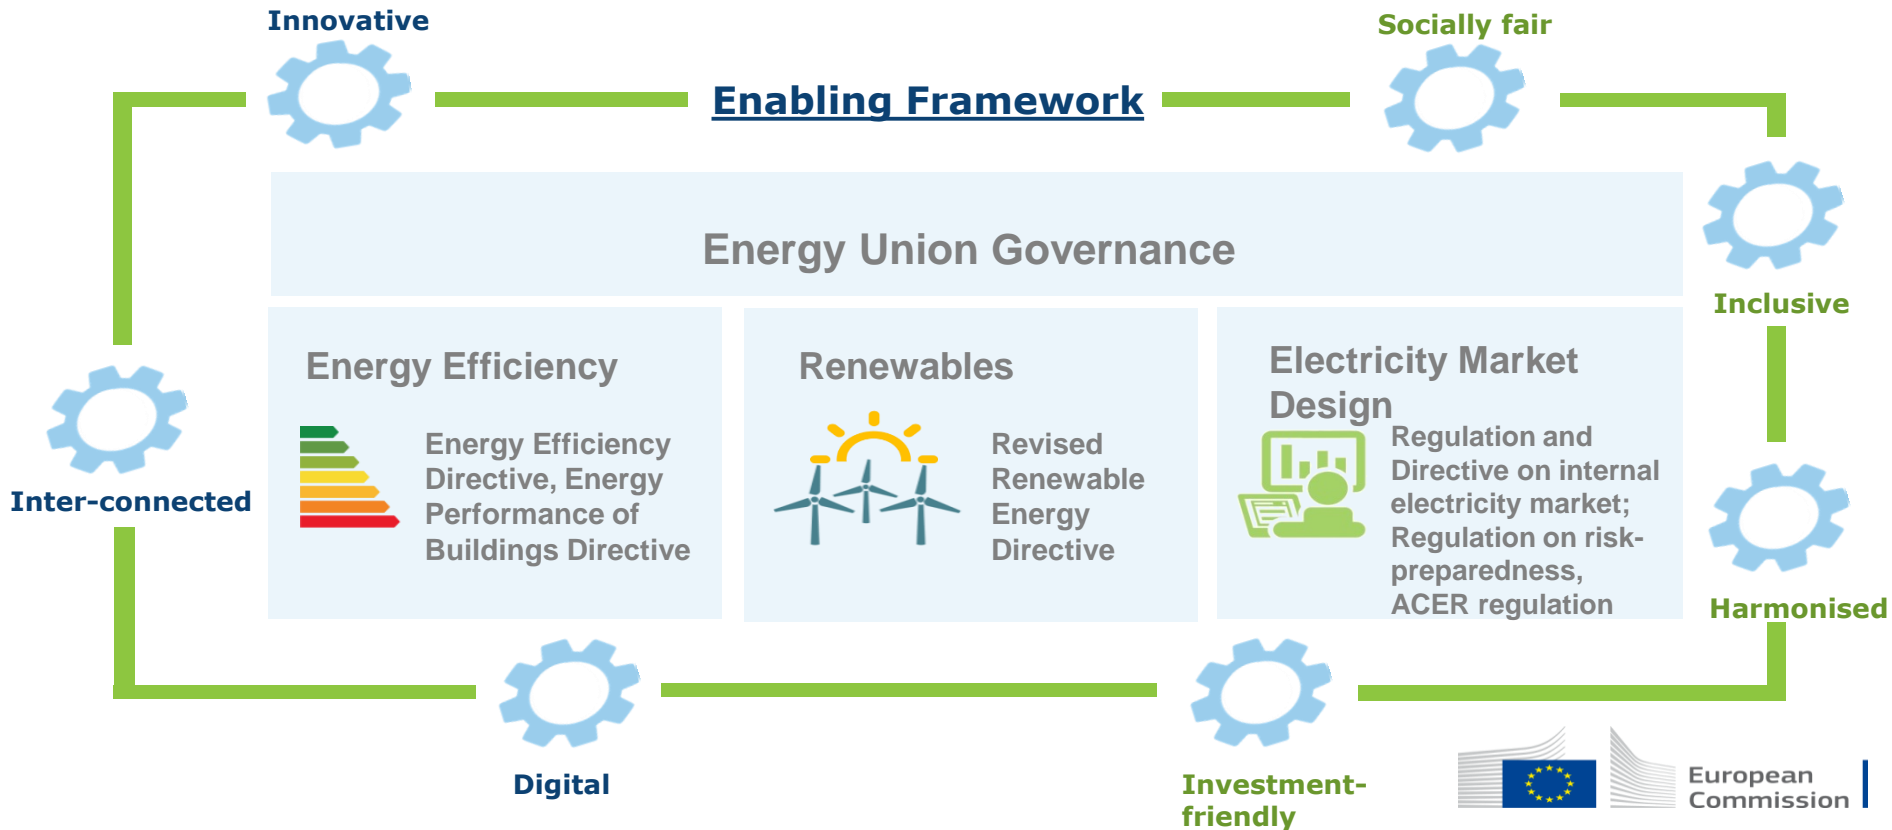 Innovative
Socially fair
Enabling Framework
Energy Union Governance
Inclusive
Energy Efficiency
Energy Efficiency
Directive, Energy
Performance of
Buildings Directive
Renewables
Revised
Renewable
Energy
Directive
Electricity Market
Design
Regulation and
Directive on internal
electricity market;
Regulation on risk-
preparedness,
ACER regulation
Inter-connected
Harmonised
Digital
Investment-
friendly
European
Commission